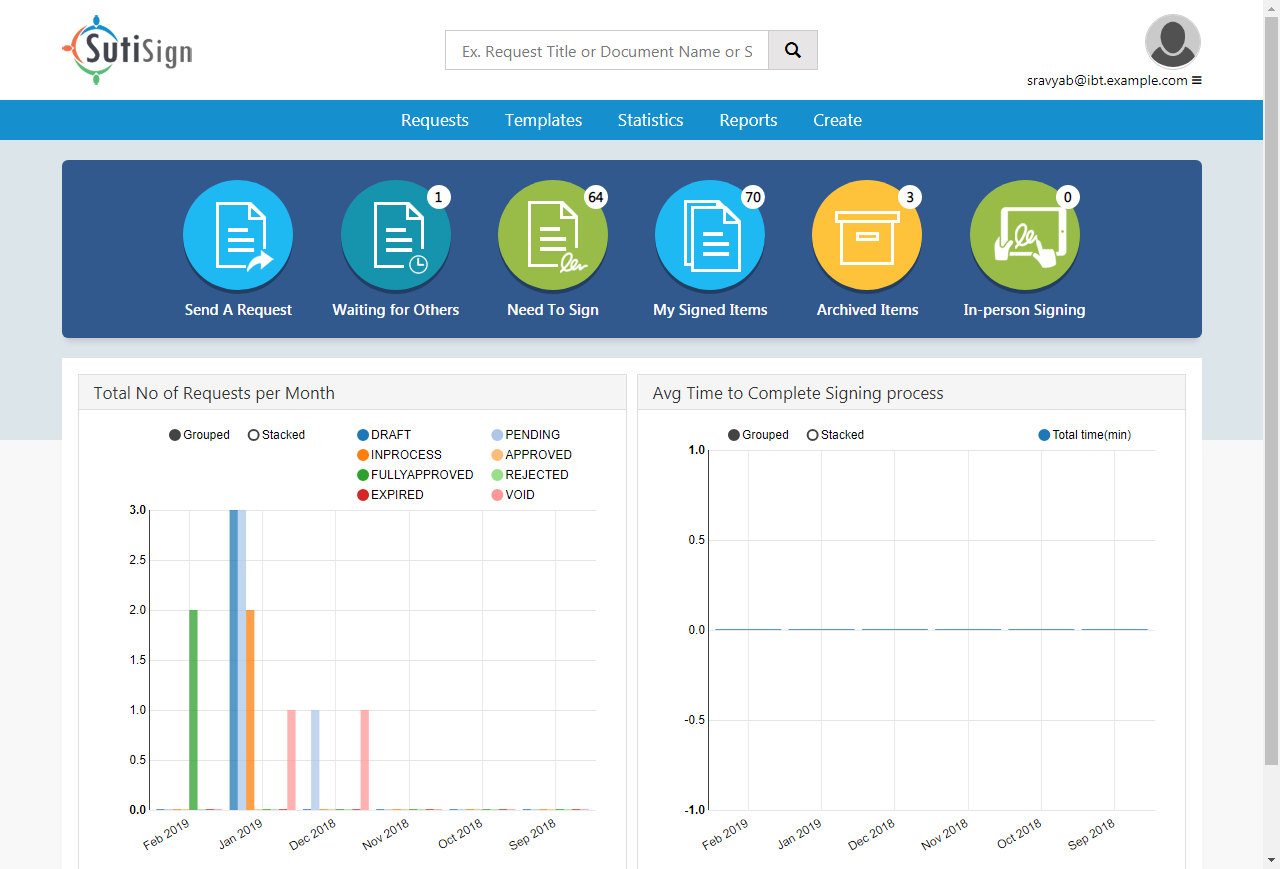 SutiSign
Ex. Request Title or Document Name or S
sravyab@ibt.example.com
Requests Templates Statistics Reports Create
1 64 70 3 0
Send A Request Waiting for Others Need To Sign My Signed Items Archived Items In-person Signing
Total No of Requests per Month
Grouped Stacked DRAFT PENDING
INPROCESS APPROVED
FULLYAPPROVED REJECTED
EXPIRED VOID
3.0
2.5
2.0
1.5
1.0
0.5
0.0
Feb 2019 Jan 2019 Dec 2018 Nov 2018 Oct 2018 Sep 2018
Avg Time to Complete Signing process
Grouped Stacked Total time(min)
1.0
0.5
0.0
-0.5
-1.0
Feb 2019 Jan 2019 Dec 2018 Nov 2018 Oct 2018 Sep 2018